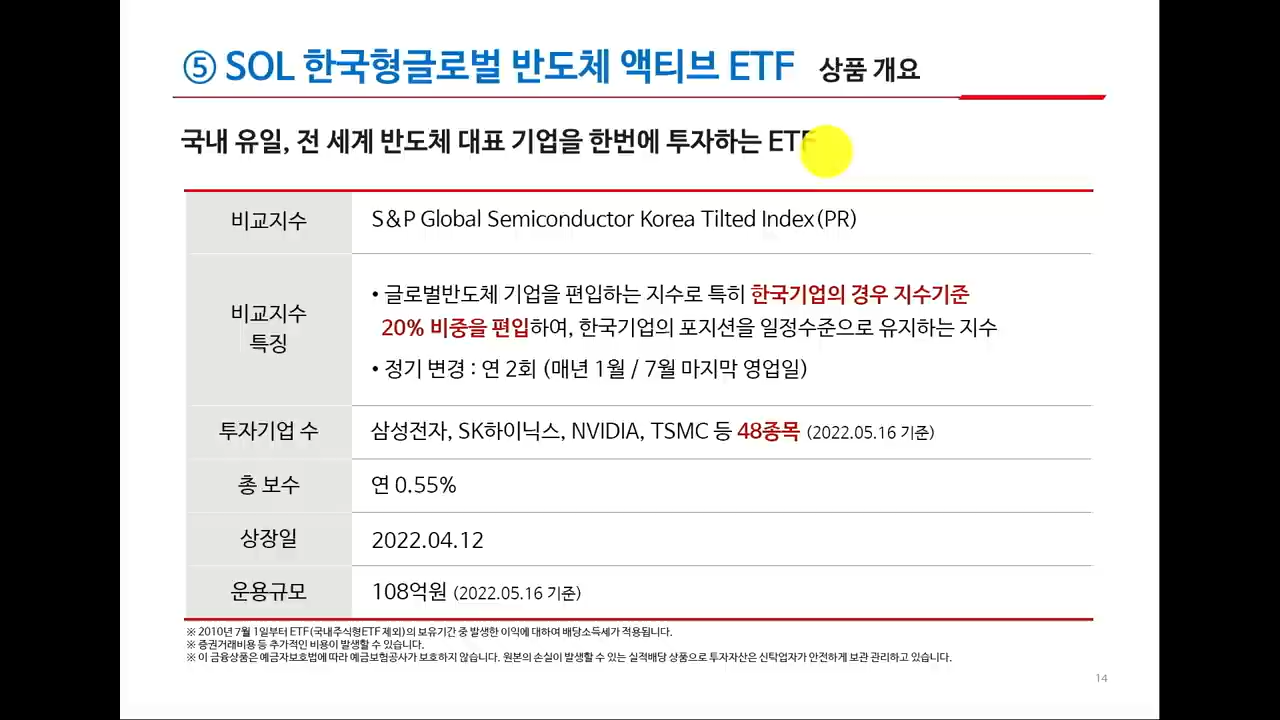 ⑤ SOL 한국형글로벌 반도체 액티브 ETF 상품 개요
국내 유일, 전 세계 반도체 대표 기업을 한번에 투자하는 ETF
비교지수
S&P Global Semiconductor Korea Tilted Index(PR)
비교지수
특징
• 글로벌반도체 기업을 편입하는 지수로 특히 한국기업의 경우 지수기준
20% 비중을 편입하여, 한국기업의 포지션을 일정수준으로 유지하는 지수
• 정기 변경 : 연 2회 (매년 1월 / 7월 마지막 영업일)
투자기업 수
삼성전자, SK하이닉스, NVIDIA, TSMC 등 48종목 (2022.05.16 기준)
총 보수
연 0.55%
상장일
2022.04.12
운용규모
108억원 (2022.05.16 기준)
※ 2010년 7월 1일부터 ETF(국내주식형ETF 제외)의 보유기간 중 발생한 이익에 대하여 배당소득세가 적용됩니다.
※ 증권거래비용 등 추가적인 비용이 발생할 수 있습니다.
※ 이 금융상품은 예금자보호법에 따라 예금보험공사가 보호하지 않습니다. 원본의 손실이 발생할 수 있는 실적배당 상품으로 투자자산은 신탁업자가 안전하게 보관 관리하고 있습니다.
14